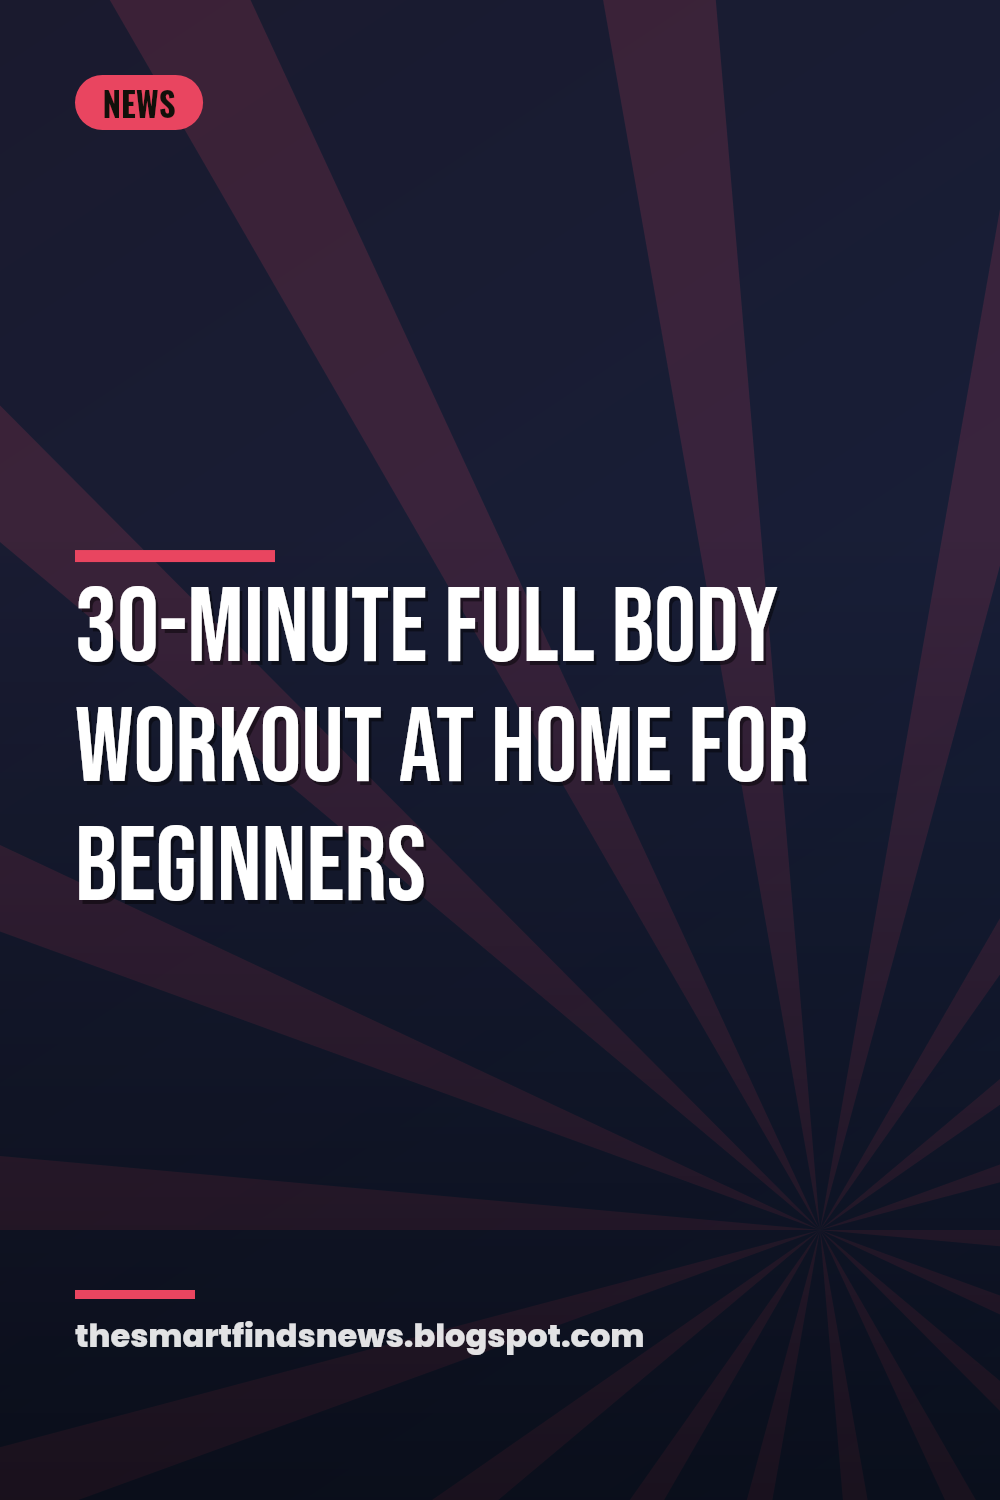 NEWS
30-MINUTE FULL BODY
WORKOUT AT HOME FOR
BEGINNERS
thesmartfindsnews.blogspot.com